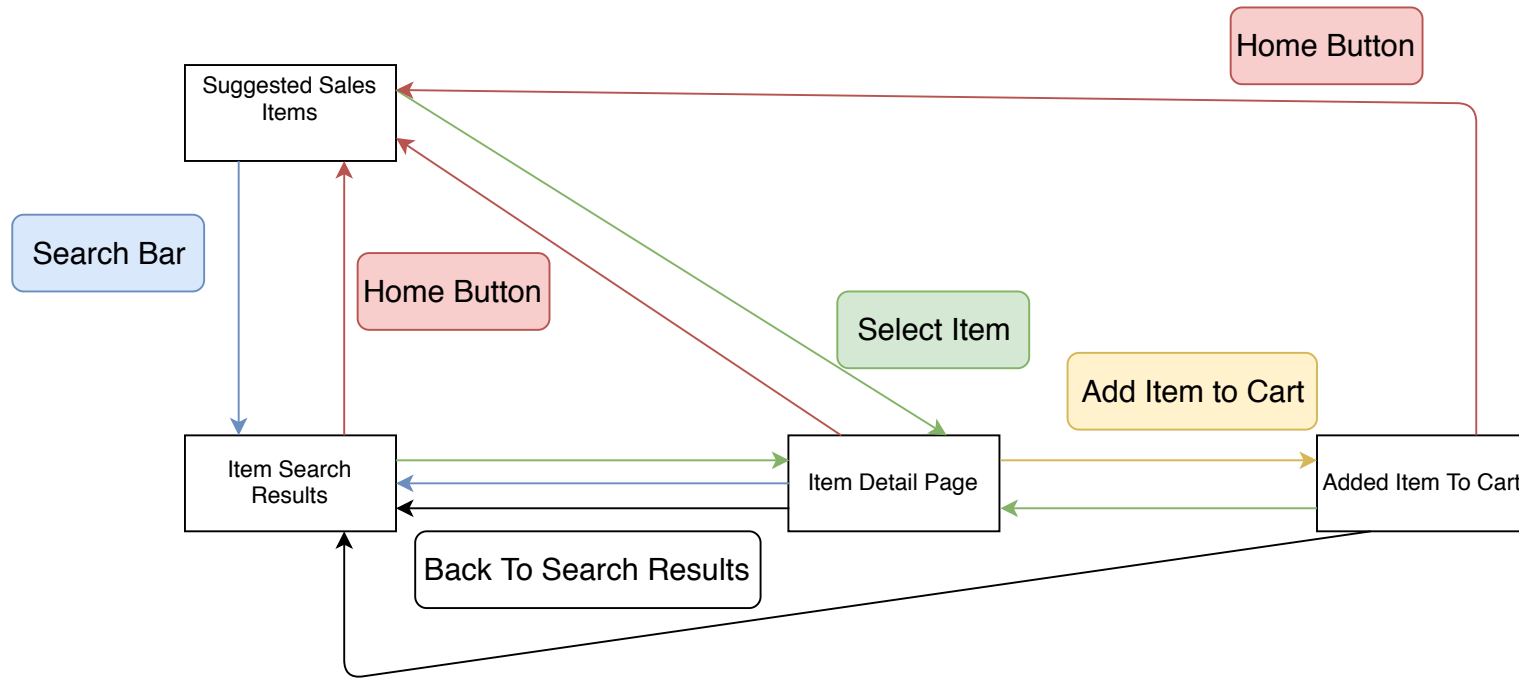 Home Button
Suggested Sales
Items
Search Bar
Home Button
Select Item
Add Item to Cart
Item Search
Results
Item Detail Page
Added Item To Cart
Back To Search Results